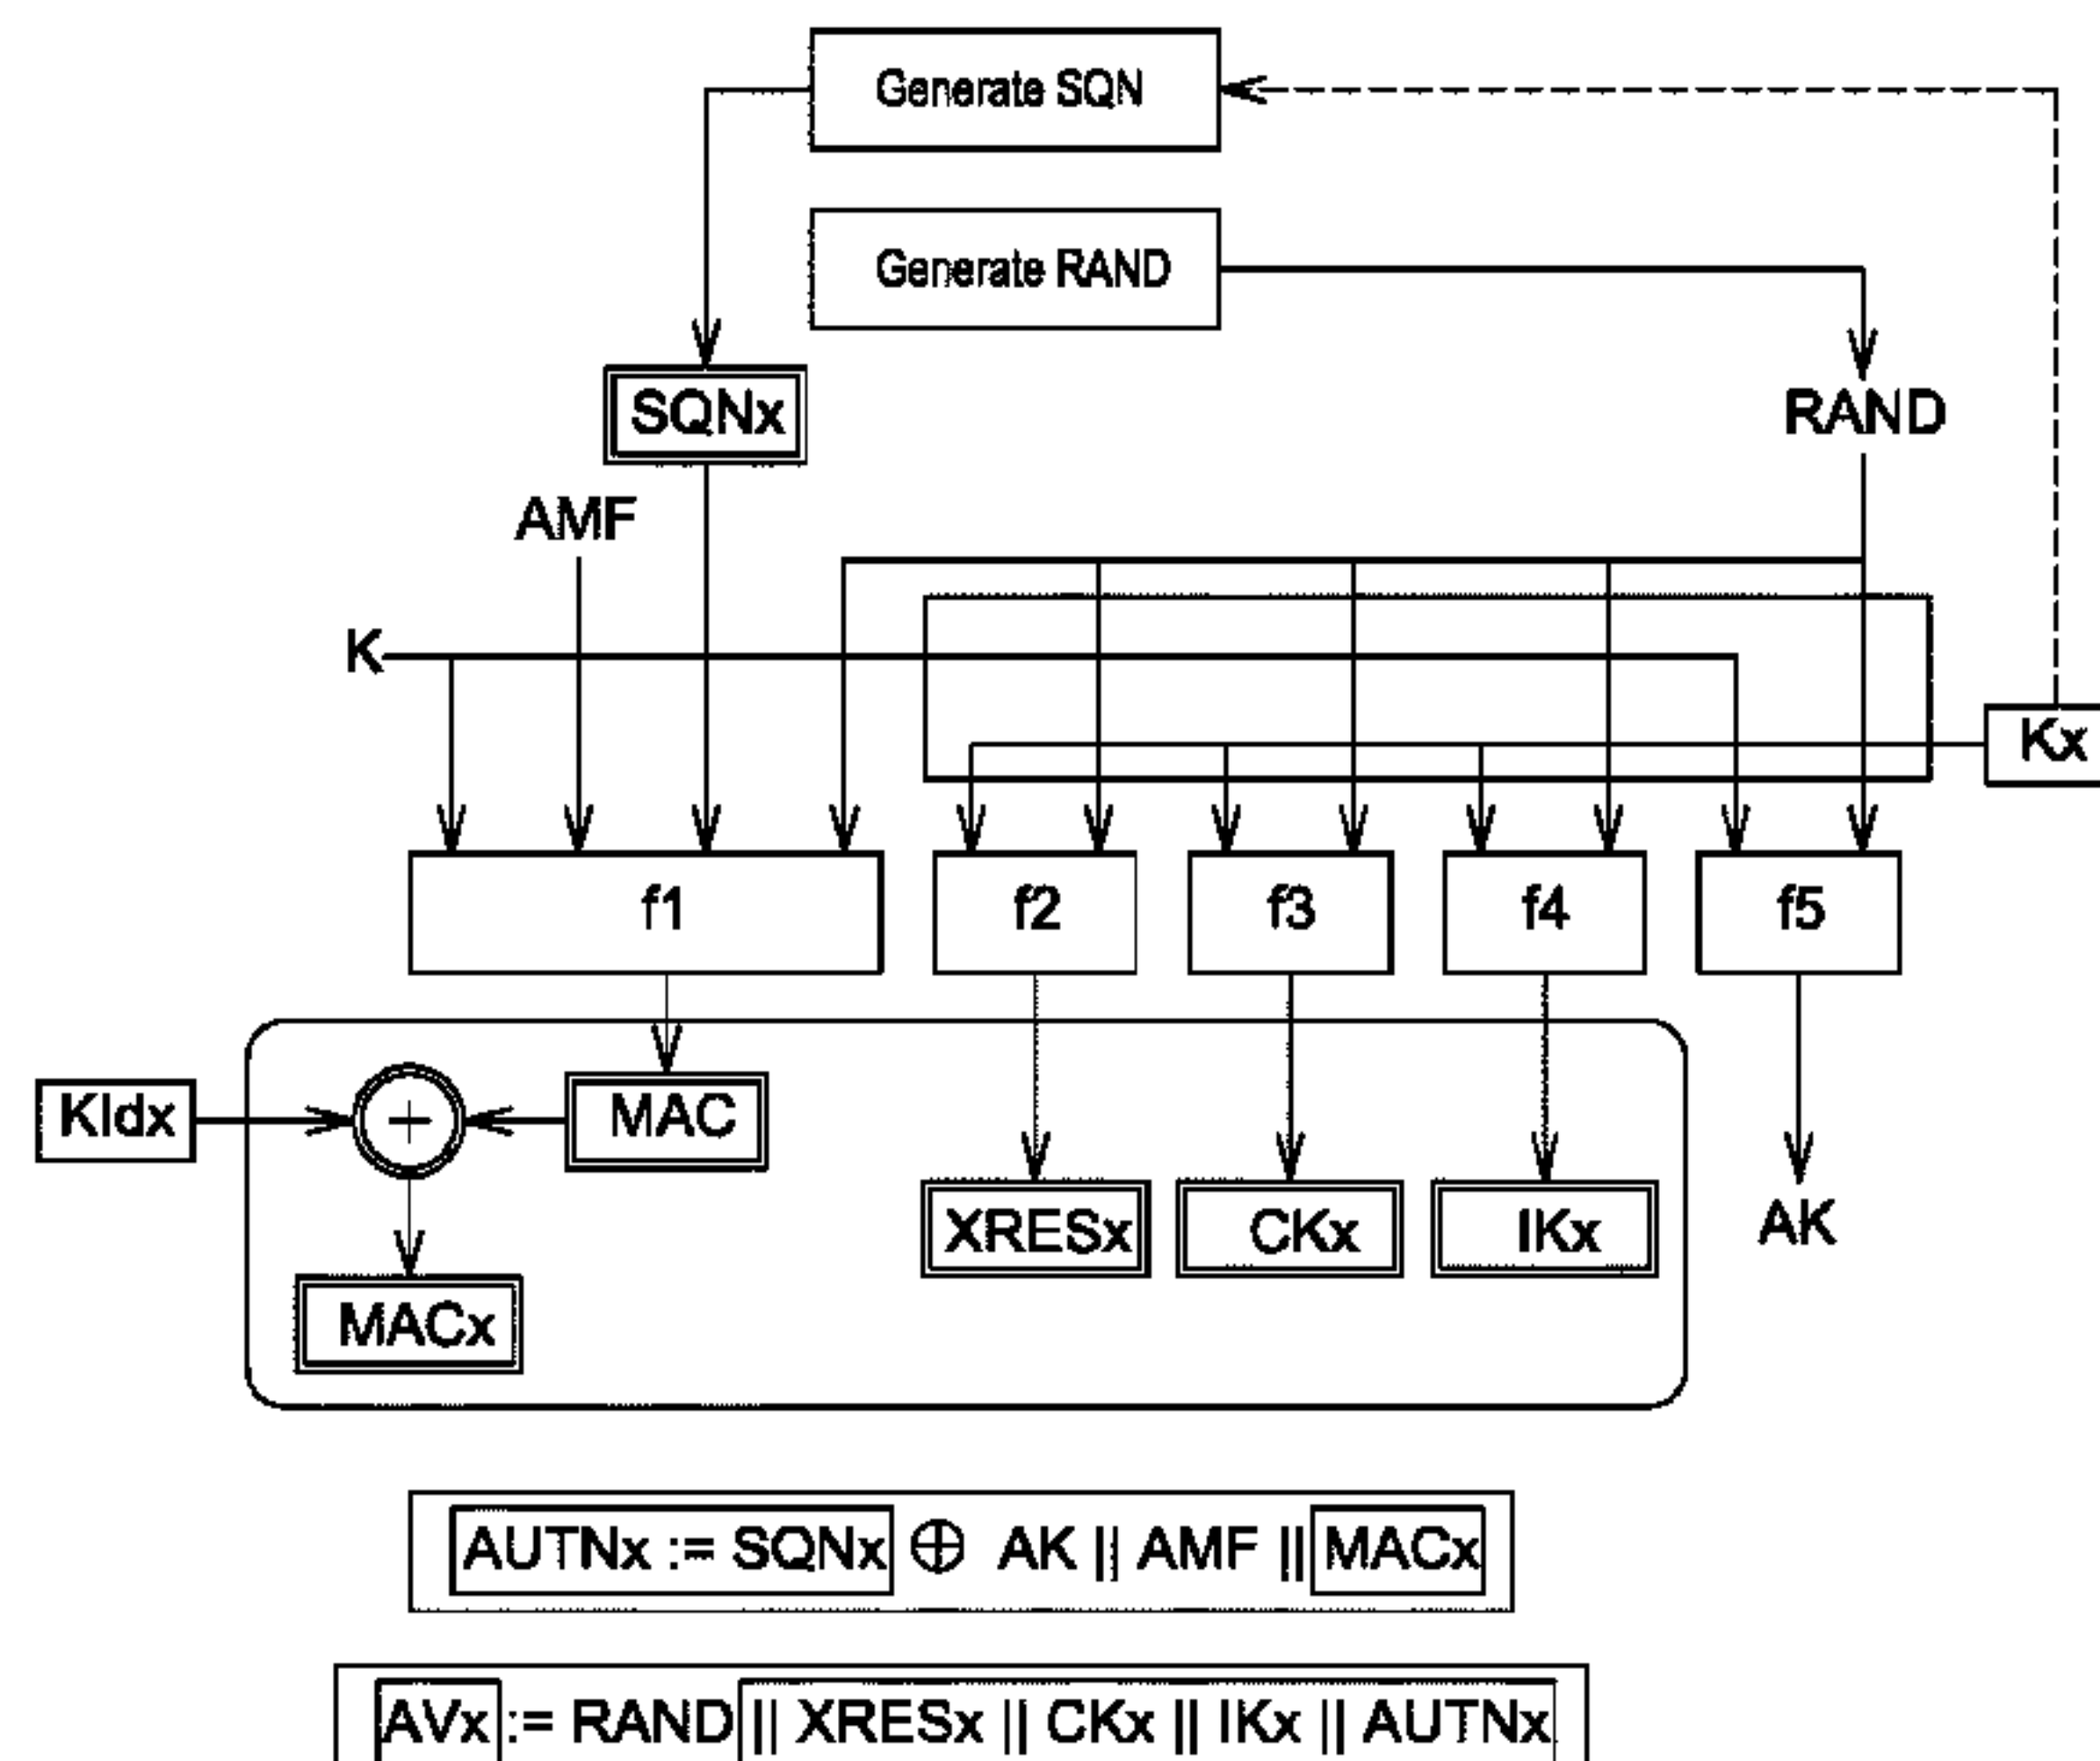 Generate SQN
Generate RAND
SQNx
RAND
AMF
K
Kx
f1
f2
f3
f4
f5
KIdx
+
MAC
XRESx
CKx
IKx
AK
MACx
AUTNx := SQNx ⊕ AK || AMF || MACx
AVx := RAND || XRESx || CKx || IKx || AUTNx